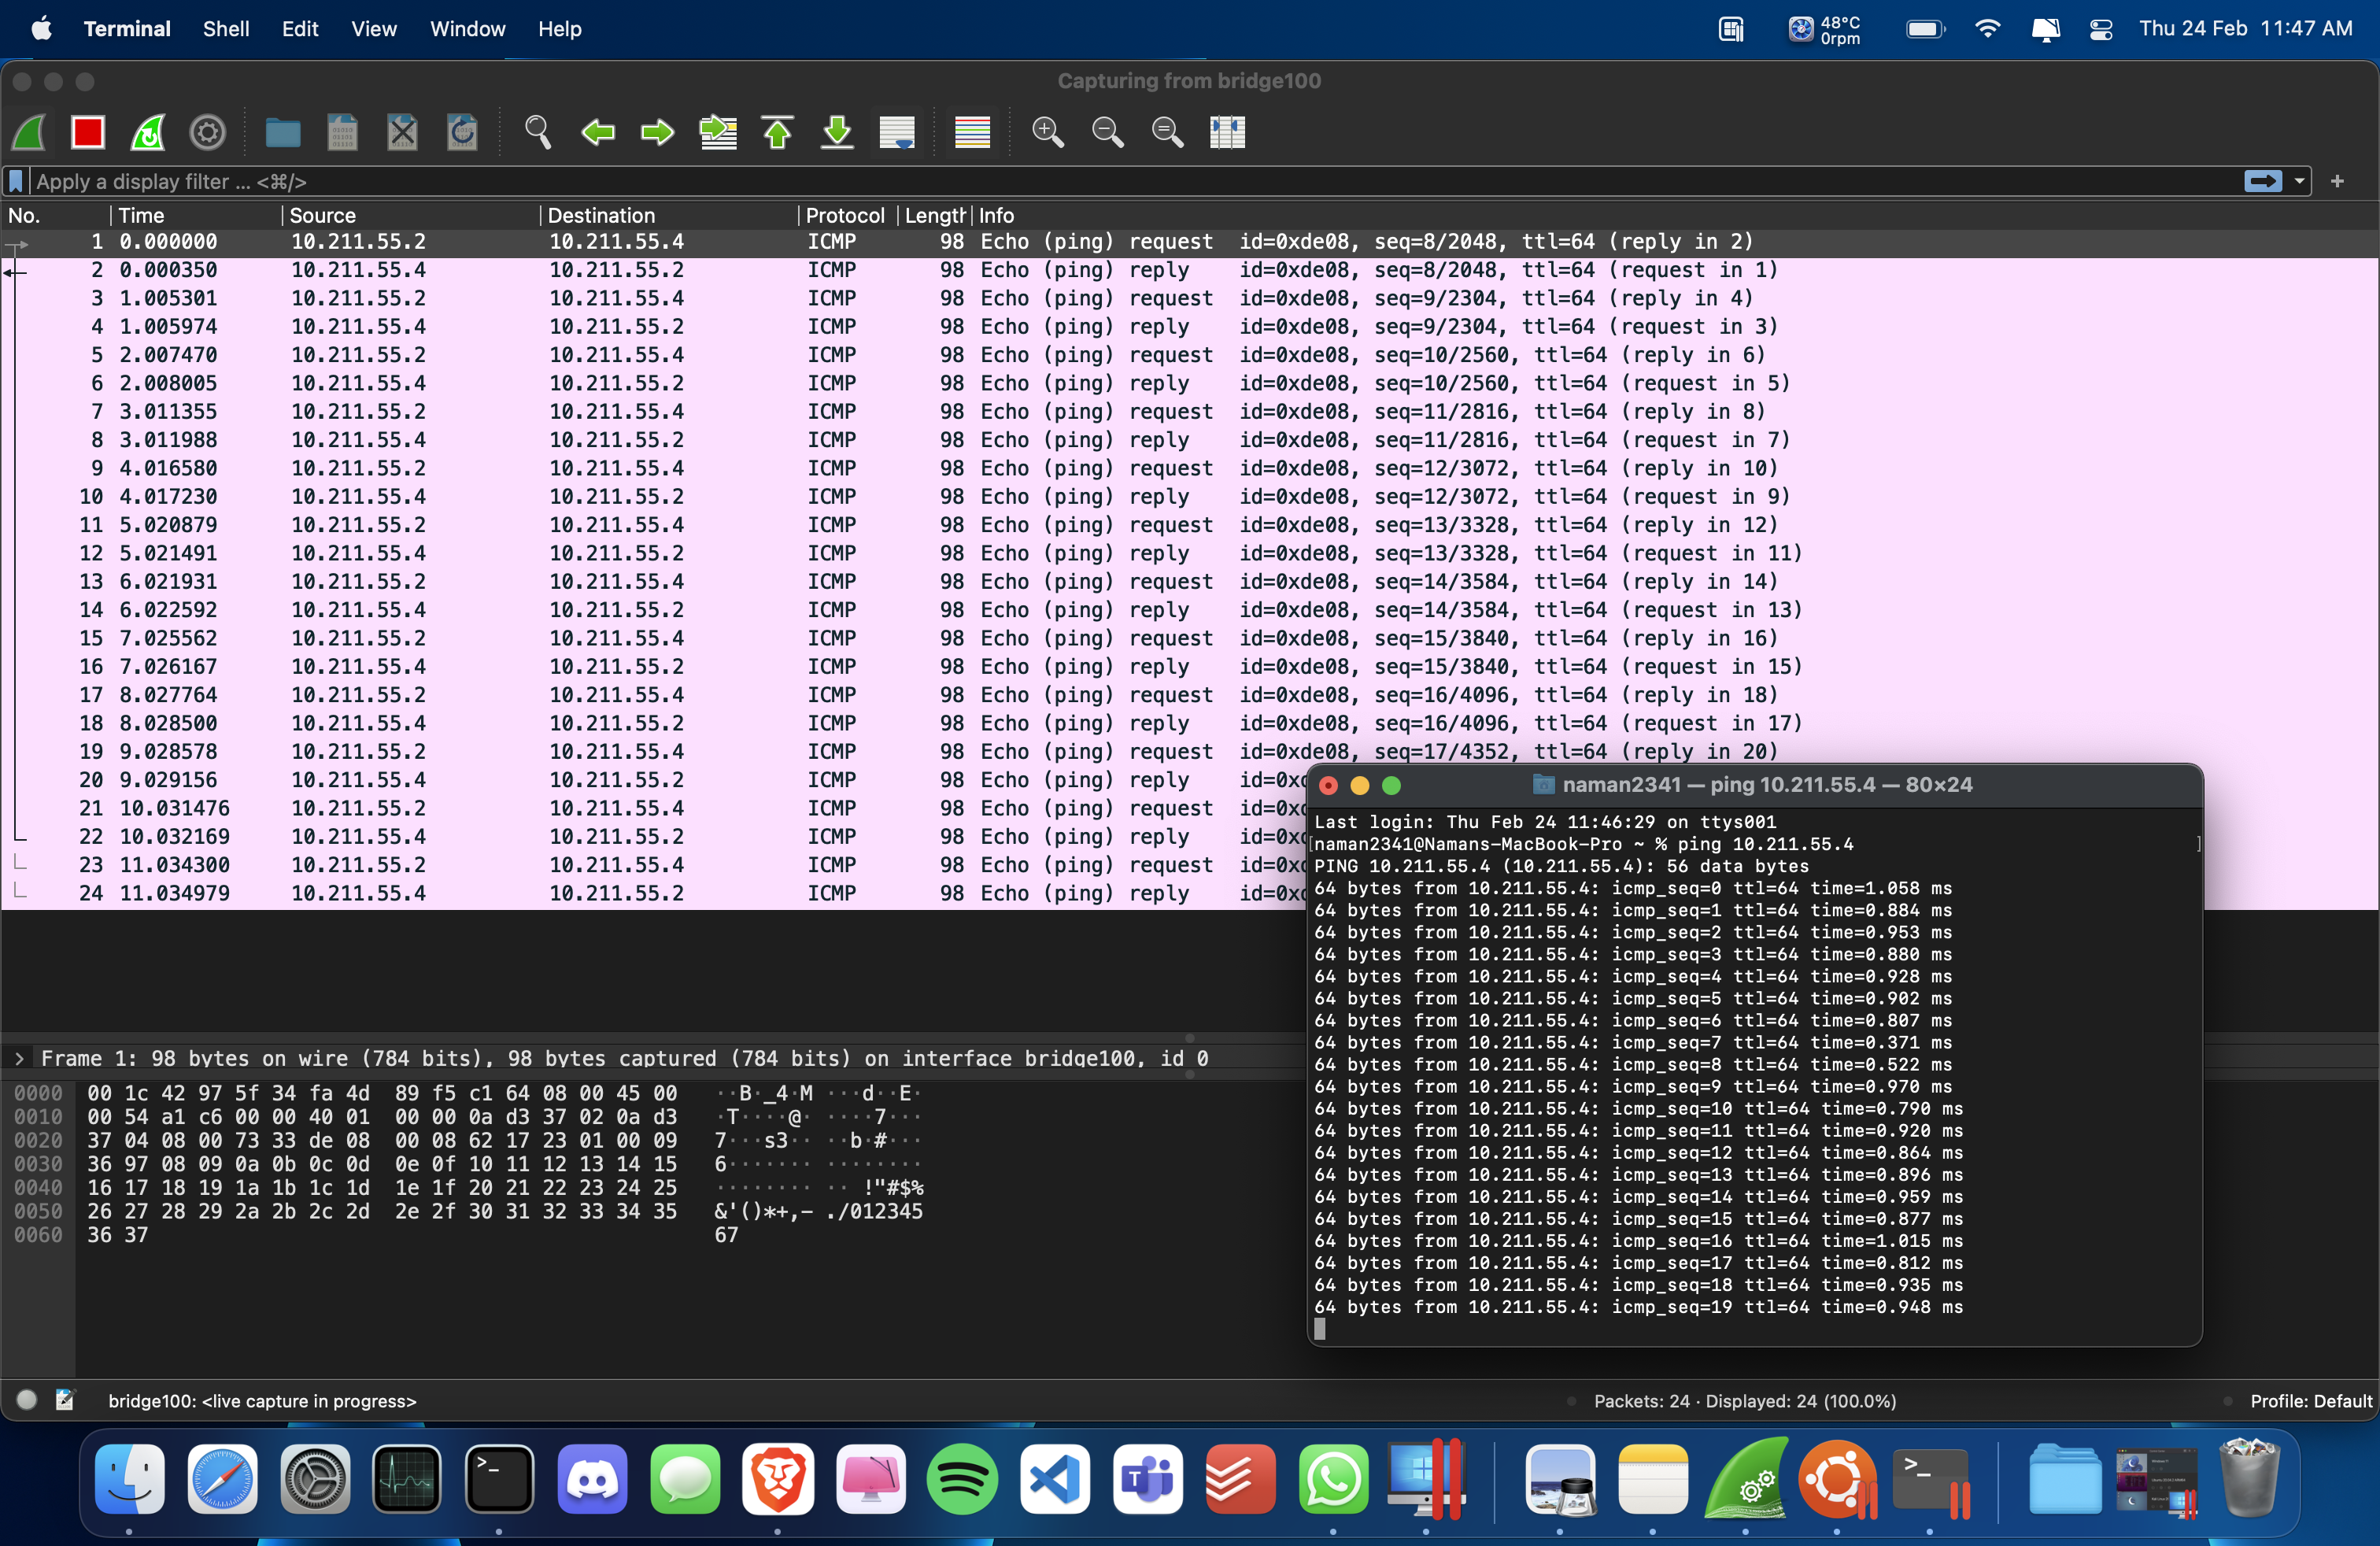 Terminal Shell Edit View Window Help 48°C 0rpm Thu 24 Feb 11:47 AM
Capturing from bridge100
Apply a display filter ... <⌘/>
No. Time Source Destination Protocol Length Info
1 0.000000 10.211.55.2 10.211.55.4 ICMP 98 Echo (ping) request id=0xde08, seq=8/2048, ttl=64 (reply in 2)
2 0.000350 10.211.55.4 10.211.55.2 ICMP 98 Echo (ping) reply id=0xde08, seq=8/2048, ttl=64 (request in 1)
3 1.005301 10.211.55.2 10.211.55.4 ICMP 98 Echo (ping) request id=0xde08, seq=9/2304, ttl=64 (reply in 4)
4 1.005974 10.211.55.4 10.211.55.2 ICMP 98 Echo (ping) reply id=0xde08, seq=9/2304, ttl=64 (request in 3)
5 2.007470 10.211.55.2 10.211.55.4 ICMP 98 Echo (ping) request id=0xde08, seq=10/2560, ttl=64 (reply in 6)
6 2.008005 10.211.55.4 10.211.55.2 ICMP 98 Echo (ping) reply id=0xde08, seq=10/2560, ttl=64 (request in 5)
7 3.011355 10.211.55.2 10.211.55.4 ICMP 98 Echo (ping) request id=0xde08, seq=11/2816, ttl=64 (reply in 8)
8 3.011988 10.211.55.4 10.211.55.2 ICMP 98 Echo (ping) reply id=0xde08, seq=11/2816, ttl=64 (request in 7)
9 4.016580 10.211.55.2 10.211.55.4 ICMP 98 Echo (ping) request id=0xde08, seq=12/3072, ttl=64 (reply in 10)
10 4.017230 10.211.55.4 10.211.55.2 ICMP 98 Echo (ping) reply id=0xde08, seq=12/3072, ttl=64 (request in 9)
11 5.020879 10.211.55.2 10.211.55.4 ICMP 98 Echo (ping) request id=0xde08, seq=13/3328, ttl=64 (reply in 12)
12 5.021491 10.211.55.4 10.211.55.2 ICMP 98 Echo (ping) reply id=0xde08, seq=13/3328, ttl=64 (request in 11)
13 6.021931 10.211.55.2 10.211.55.4 ICMP 98 Echo (ping) request id=0xde08, seq=14/3584, ttl=64 (reply in 14)
14 6.022592 10.211.55.4 10.211.55.2 ICMP 98 Echo (ping) reply id=0xde08, seq=14/3584, ttl=64 (request in 13)
15 7.025562 10.211.55.2 10.211.55.4 ICMP 98 Echo (ping) request id=0xde08, seq=15/3840, ttl=64 (reply in 16)
16 7.026167 10.211.55.4 10.211.55.2 ICMP 98 Echo (ping) reply id=0xde08, seq=15/3840, ttl=64 (request in 15)
17 8.027764 10.211.55.2 10.211.55.4 ICMP 98 Echo (ping) request id=0xde08, seq=16/4096, ttl=64 (reply in 18)
18 8.028500 10.211.55.4 10.211.55.2 ICMP 98 Echo (ping) reply id=0xde08, seq=16/4096, ttl=64 (request in 17)
19 9.028578 10.211.55.2 10.211.55.4 ICMP 98 Echo (ping) request id=0xde08, seq=17/4352, ttl=64 (reply in 20)
20 9.029156 10.211.55.4 10.211.55.2 ICMP 98 Echo (ping) reply id=0x
21 10.031476 10.211.55.2 10.211.55.4 ICMP 98 Echo (ping) request id=0x
22 10.032169 10.211.55.4 10.211.55.2 ICMP 98 Echo (ping) reply id=0x
23 11.034300 10.211.55.2 10.211.55.4 ICMP 98 Echo (ping) request id=0x
24 11.034979 10.211.55.4 10.211.55.2 ICMP 98 Echo (ping) reply id=0x
Frame 1: 98 bytes on wire (784 bits), 98 bytes captured (784 bits) on interface bridge100, id 0
0000 00 1c 42 97 5f 34 fa 4d 89 f5 c1 64 08 00 45 00 ··B·_4·M ···d··E·
0010 00 54 a1 c6 00 00 40 01 00 00 0a d3 37 02 0a d3 ·T····@· ····7···
0020 37 04 08 00 73 33 de 08 00 08 62 17 23 01 00 09 7···s3·· ··b·#···
0030 36 97 08 09 0a 0b 0c 0d 0e 0f 10 11 12 13 14 15 6······· ········
0040 16 17 18 19 1a 1b 1c 1d 1e 1f 20 21 22 23 24 25 ········ ·· !"#$%
0050 26 27 28 29 2a 2b 2c 2d 2e 2f 30 31 32 33 34 35 &'()*+,- ./012345
0060 36 37 67
naman2341 — ping 10.211.55.4 — 80×24
Last login: Thu Feb 24 11:46:29 on ttys001
[naman2341@Namans-MacBook-Pro ~ % ping 10.211.55.4 ]
PING 10.211.55.4 (10.211.55.4): 56 data bytes
64 bytes from 10.211.55.4: icmp_seq=0 ttl=64 time=1.058 ms
64 bytes from 10.211.55.4: icmp_seq=1 ttl=64 time=0.884 ms
64 bytes from 10.211.55.4: icmp_seq=2 ttl=64 time=0.953 ms
64 bytes from 10.211.55.4: icmp_seq=3 ttl=64 time=0.880 ms
64 bytes from 10.211.55.4: icmp_seq=4 ttl=64 time=0.928 ms
64 bytes from 10.211.55.4: icmp_seq=5 ttl=64 time=0.902 ms
64 bytes from 10.211.55.4: icmp_seq=6 ttl=64 time=0.807 ms
64 bytes from 10.211.55.4: icmp_seq=7 ttl=64 time=0.371 ms
64 bytes from 10.211.55.4: icmp_seq=8 ttl=64 time=0.522 ms
64 bytes from 10.211.55.4: icmp_seq=9 ttl=64 time=0.970 ms
64 bytes from 10.211.55.4: icmp_seq=10 ttl=64 time=0.790 ms
64 bytes from 10.211.55.4: icmp_seq=11 ttl=64 time=0.920 ms
64 bytes from 10.211.55.4: icmp_seq=12 ttl=64 time=0.864 ms
64 bytes from 10.211.55.4: icmp_seq=13 ttl=64 time=0.896 ms
64 bytes from 10.211.55.4: icmp_seq=14 ttl=64 time=0.959 ms
64 bytes from 10.211.55.4: icmp_seq=15 ttl=64 time=0.877 ms
64 bytes from 10.211.55.4: icmp_seq=16 ttl=64 time=1.015 ms
64 bytes from 10.211.55.4: icmp_seq=17 ttl=64 time=0.812 ms
64 bytes from 10.211.55.4: icmp_seq=18 ttl=64 time=0.935 ms
64 bytes from 10.211.55.4: icmp_seq=19 ttl=64 time=0.948 ms
bridge100: <live capture in progress> Packets: 24 · Displayed: 24 (100.0%) Profile: Default